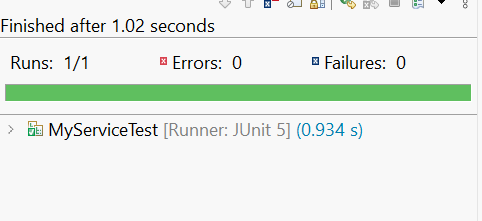 Finished after 1.02 seconds
Runs: 1/1 Errors: 0 Failures: 0
MyServiceTest [Runner: JUnit 5] (0.934 s)